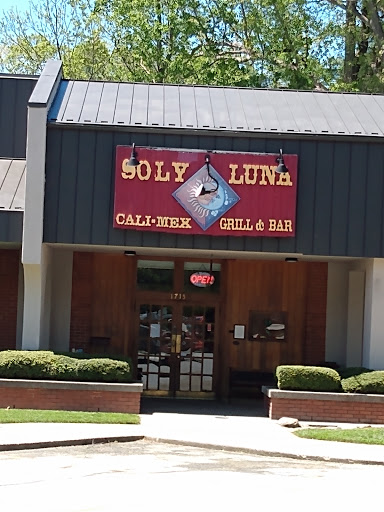 SOL Y LUNA
CALI-MEX GRILL & BAR
OPEN
1715